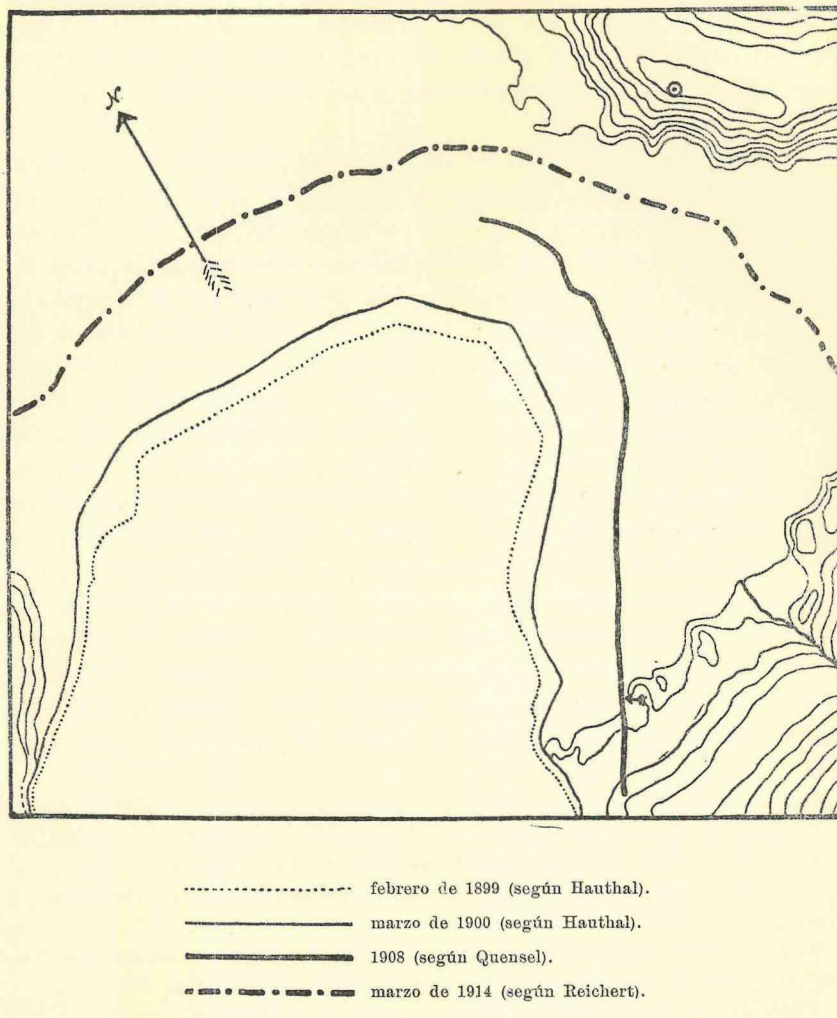 N
febrero de 1899 (según Hauthal).
marzo de 1900 (según Hauthal).
1908 (según Quensel).
marzo de 1914 (según Reichert).